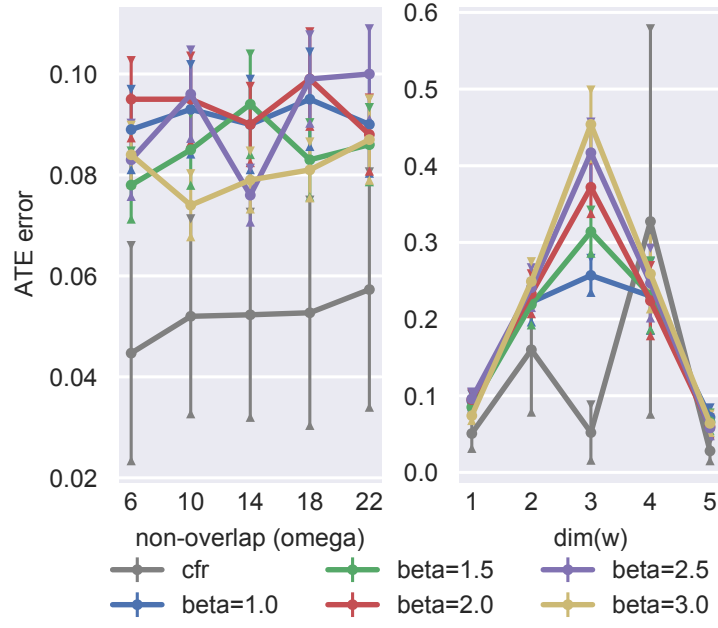 ATE error
0.10
0.08
0.06
0.04
0.02
6 10 14 18 22
non-overlap (omega)
0.6
0.5
0.4
0.3
0.2
0.1
0.0
1 2 3 4 5
dim(w)
cfr
beta=1.0
beta=1.5
beta=2.0
beta=2.5
beta=3.0